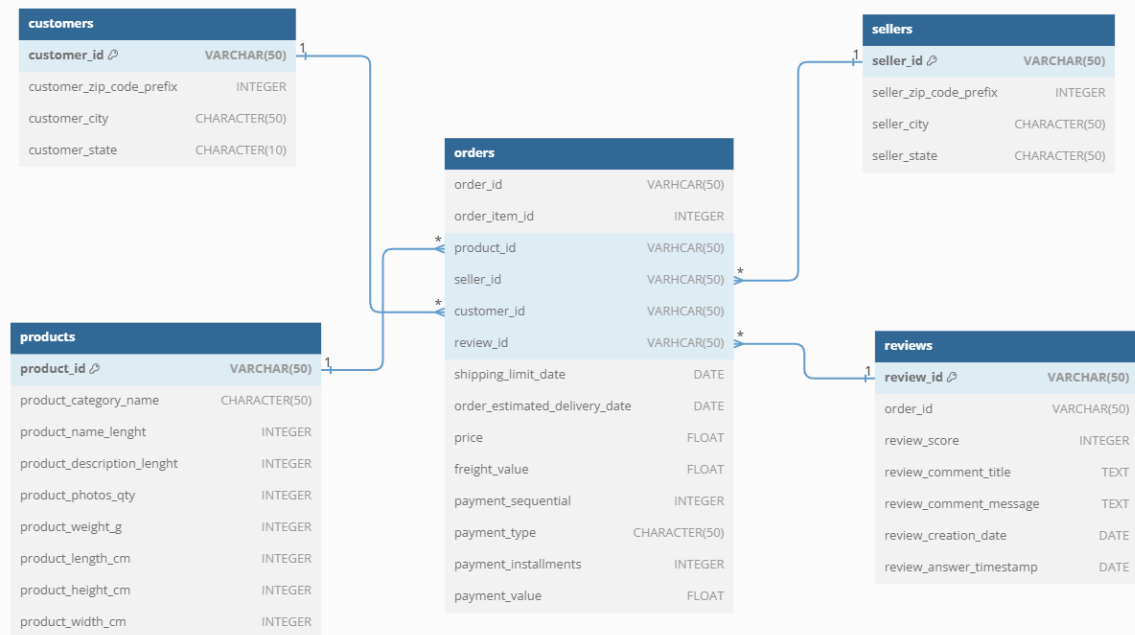 customers
customer_id VARCHAR(50)
customer_zip_code_prefix INTEGER
customer_city CHARACTER(50)
customer_state CHARACTER(10)
1
sellers
seller_id VARCHAR(50)
seller_zip_code_prefix INTEGER
seller_city CHARACTER(50)
seller_state CHARACTER(50)
1
orders
order_id VARHCAR(50)
order_item_id INTEGER
* product_id VARHCAR(50)
seller_id VARHCAR(50) *
* customer_id VARHCAR(50)
review_id VARHCAR(50) *
shipping_limit_date DATE
order_estimated_delivery_date DATE
price FLOAT
freight_value FLOAT
payment_sequential INTEGER
payment_type CHARACTER(50)
payment_installments INTEGER
payment_value FLOAT
products
product_id VARCHAR(50) 1
product_category_name CHARACTER(50)
product_name_lenght INTEGER
product_description_lenght INTEGER
product_photos_qty INTEGER
product_weight_g INTEGER
product_length_cm INTEGER
product_height_cm INTEGER
product_width_cm INTEGER
reviews
1 review_id VARCHAR(50)
order_id VARCHAR(50)
review_score INTEGER
review_comment_title TEXT
review_comment_message TEXT
review_creation_date DATE
review_answer_timestamp DATE